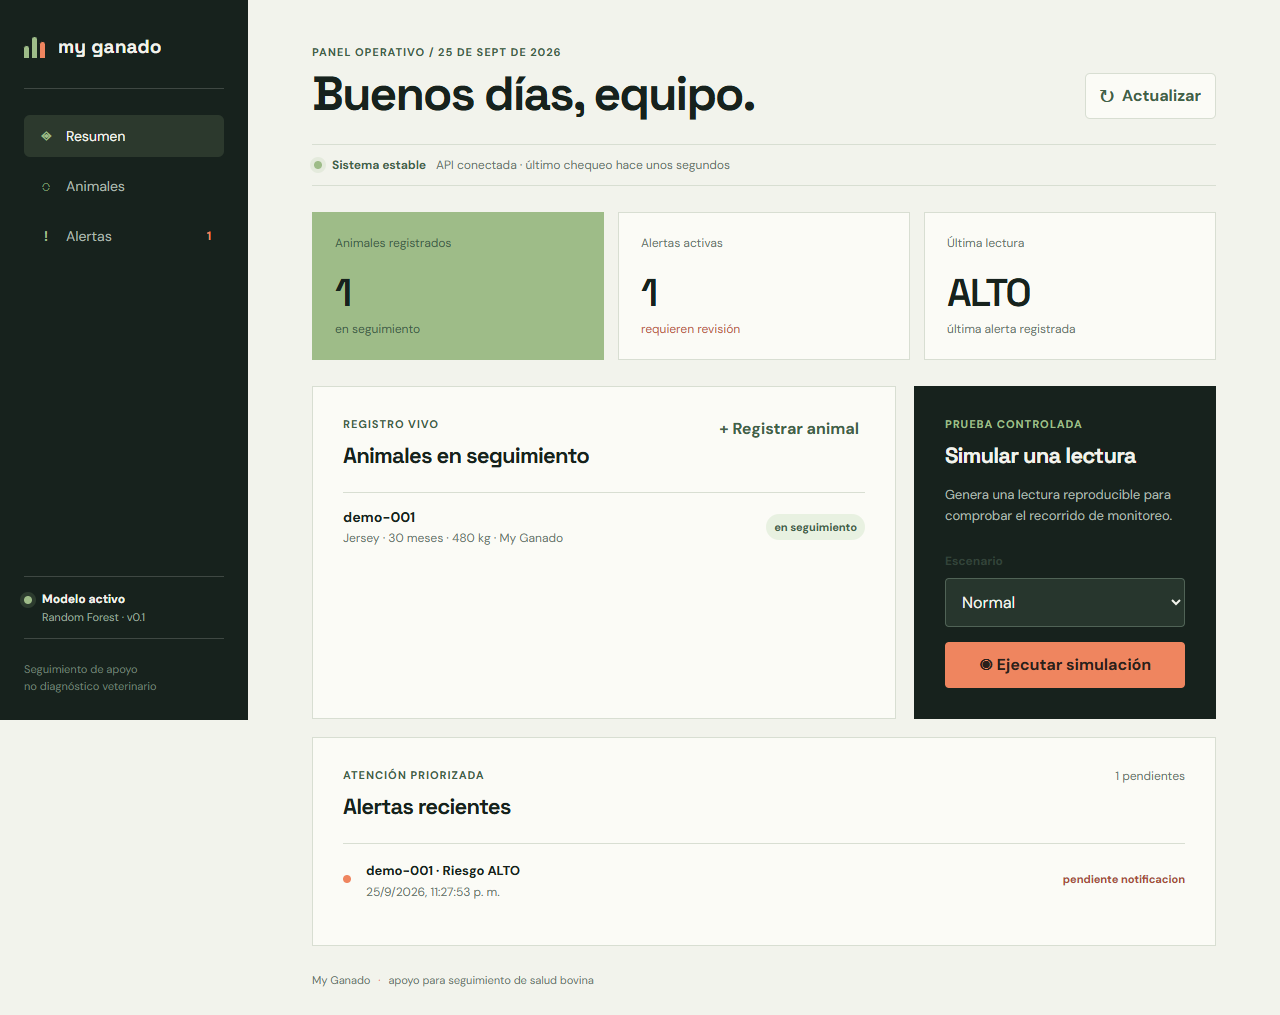 my ganado
Resumen
Animales
! Alertas 1
Modelo activo
Random Forest · v0.1
Seguimiento de apoyo
no diagnóstico veterinario
PANEL OPERATIVO / 25 DE SEPT DE 2026
Buenos días, equipo.
↻ Actualizar
Sistema estable API conectada · último chequeo hace unos segundos
Animales registrados
1
en seguimiento
Alertas activas
1
requieren revisión
Última lectura
ALTO
última alerta registrada
REGISTRO VIVO
Animales en seguimiento
+ Registrar animal
demo-001
Jersey · 30 meses · 480 kg · My Ganado
en seguimiento
PRUEBA CONTROLADA
Simular una lectura
Genera una lectura reproducible para
comprobar el recorrido de monitoreo.
Escenario
Normal
◉ Ejecutar simulación
ATENCIÓN PRIORIZADA
Alertas recientes
1 pendientes
demo-001 · Riesgo ALTO
25/9/2026, 11:27:53 p. m.
pendiente notificacion
My Ganado · apoyo para seguimiento de salud bovina